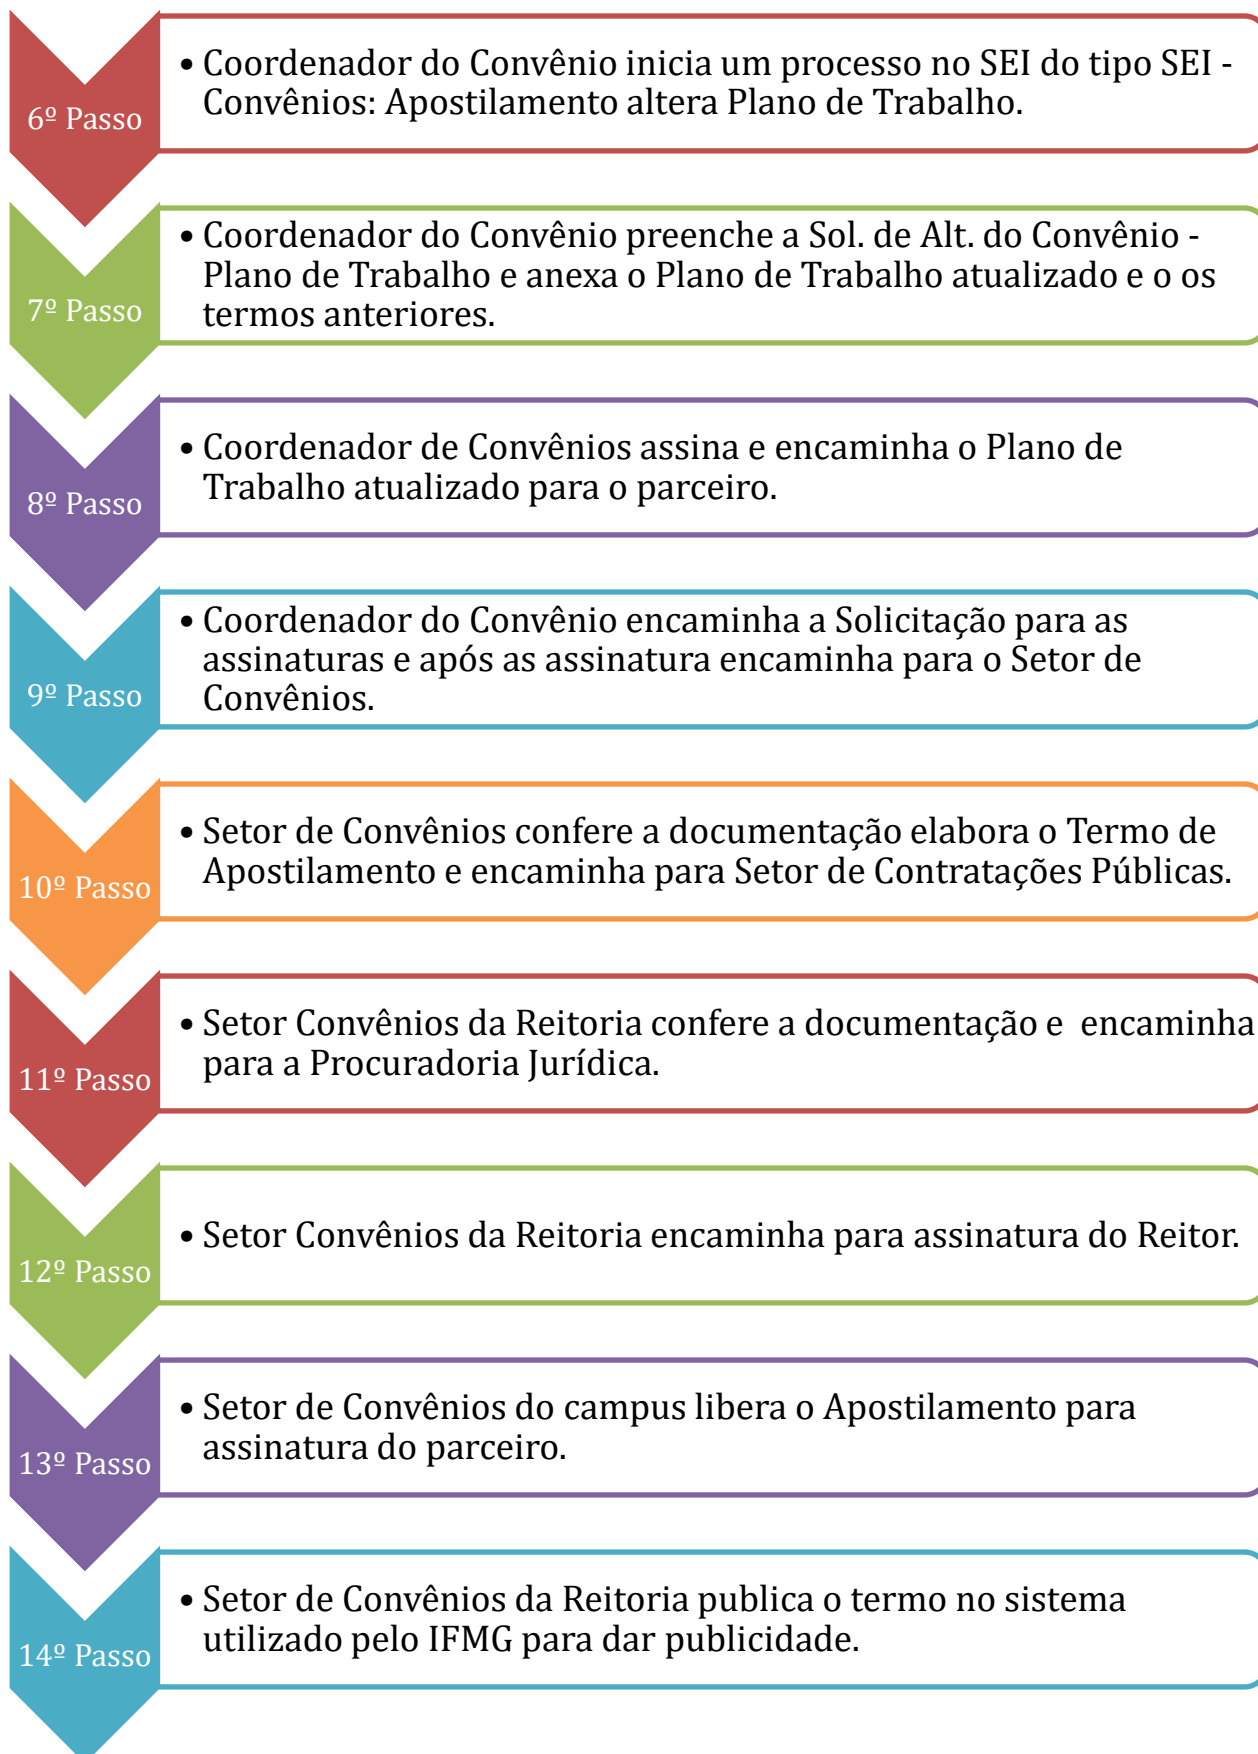 6º Passo
• Coordenador do Convênio inicia um processo no SEI do tipo SEI -
Convênios: Apostilamento altera Plano de Trabalho.
7º Passo
• Coordenador do Convênio preenche a Sol. de Alt. do Convênio -
Plano de Trabalho e anexa o Plano de Trabalho atualizado e o os
termos anteriores.
8º Passo
• Coordenador de Convênios assina e encaminha o Plano de
Trabalho atualizado para o parceiro.
9º Passo
• Coordenador do Convênio encaminha a Solicitação para as
assinaturas e após as assinatura encaminha para o Setor de
Convênios.
10º Passo
• Setor de Convênios confere a documentação elabora o Termo de
Apostilamento e encaminha para Setor de Contratações Públicas.
11º Passo
• Setor Convênios da Reitoria confere a documentação e  encaminha
para a Procuradoria Jurídica.
12º Passo
• Setor Convênios da Reitoria encaminha para assinatura do Reitor.
13º Passo
• Setor de Convênios do campus libera o Apostilamento para
assinatura do parceiro.
14º Passo
• Setor de Convênios da Reitoria publica o termo no sistema
utilizado pelo IFMG para dar publicidade.